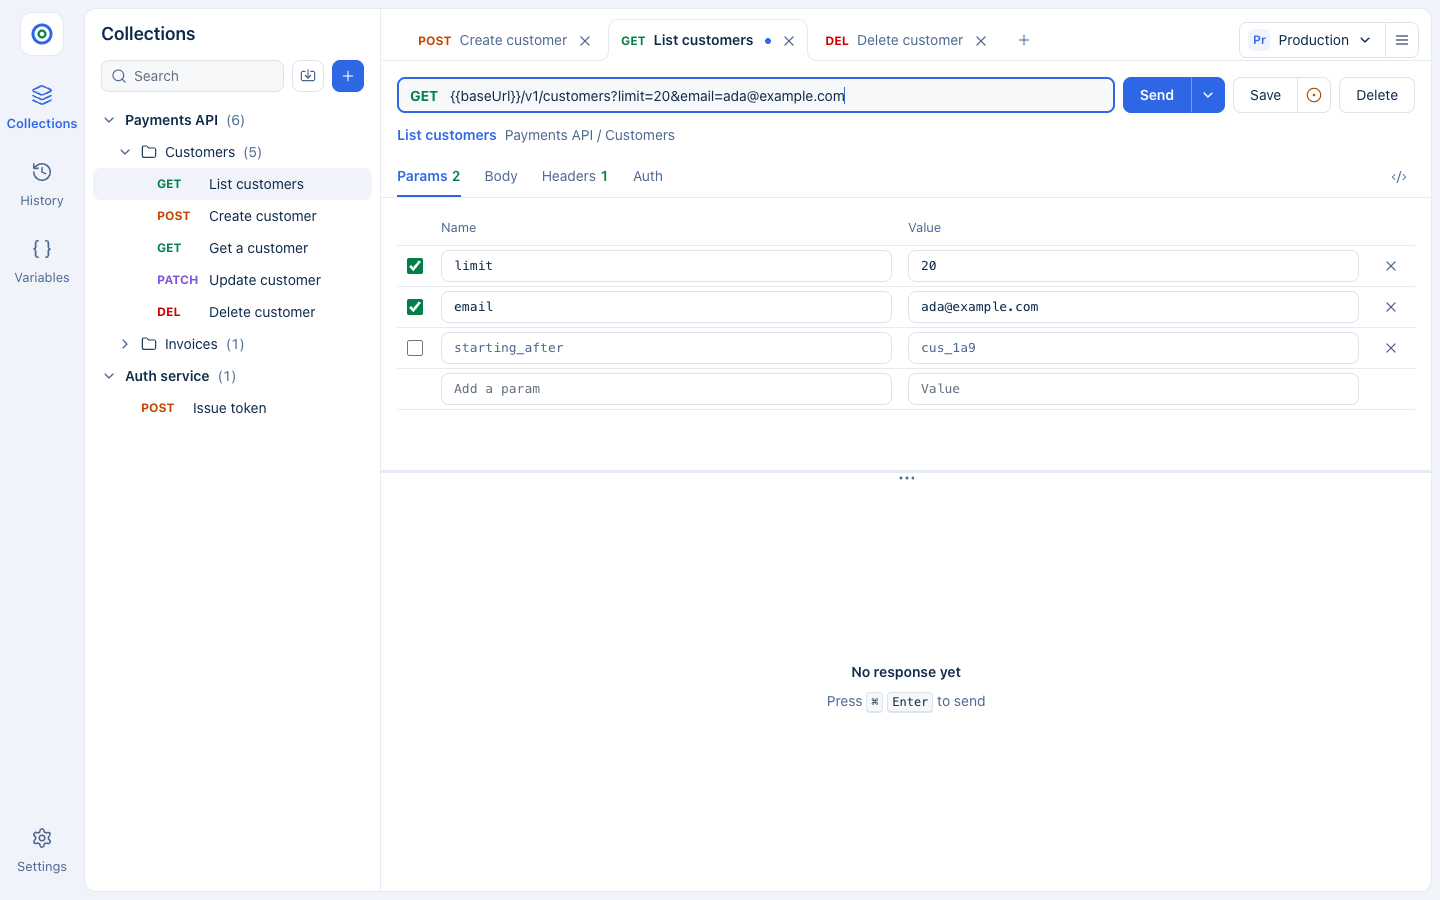 Collections
History
Variables
Settings
Collections
Search
Payments API (6)
Customers (5)
GET List customers
POST Create customer
GET Get a customer
PATCH Update customer
DEL Delete customer
Invoices (1)
Auth service (1)
POST Issue token
POST Create customer
GET List customers
DEL Delete customer
Pr Production
GET {{baseUrl}}/v1/customers?limit=20&email=ada@example.com
Send
Save
Delete
List customers Payments API / Customers
Params 2 Body Headers 1 Auth
Name Value
limit 20
email ada@example.com
starting_after cus_1a9
Add a param Value
No response yet
Press ⌘ Enter to send